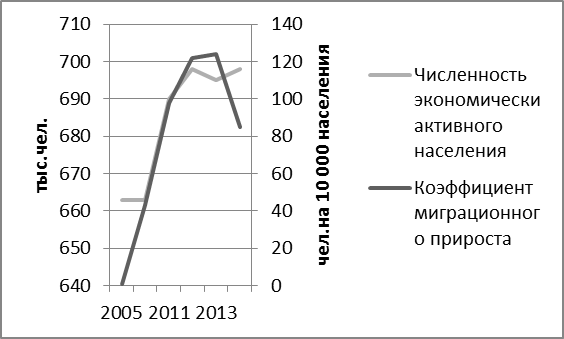 тыс.чел.
710
700
690
680
670
660
650
640
140
120
100
80
60
40
20
0
чел.на 10 000 населения
2005 2011 2013
Численность
экономически
активного
населения
Коэффициент
миграционног
о прироста